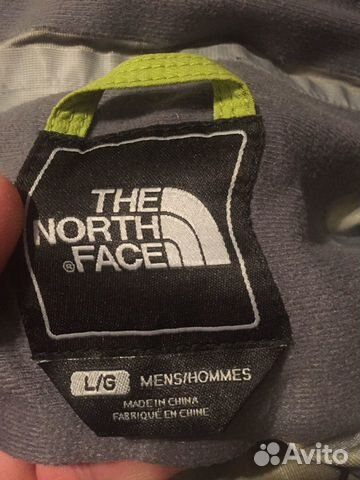 THE
NORTH
FACE
®
L/G MENS/HOMMES
MADE IN CHINA
FABRIQUÉ EN CHINE
Avito